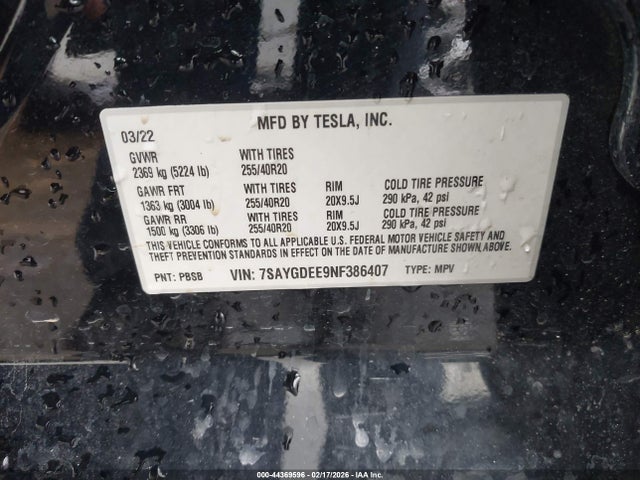 MFD BY TESLA, INC.
03/22
GVWR WITH TIRES
2369 kg (5224 lb) 255/40R20
GAWR FRT WITH TIRES RIM COLD TIRE PRESSURE
1363 kg (3004 lb) 255/40R20 20X9.5J 290 kPa, 42 psi
GAWR RR WITH TIRES RIM COLD TIRE PRESSURE
1500 kg (3306 lb) 255/40R20 20X9.5J 290 kPa, 42 psi
THIS VEHICLE CONFORMS TO ALL APPLICABLE U.S. FEDERAL MOTOR VEHICLE SAFETY AND
THEFT PREVENTION STANDARDS IN EFFECT ON THE DATE OF MANUFACTURE SHOWN ABOVE.
PNT: PBSB VIN: 7SAYGDEE9NF386407 TYPE: MPV
000-44369596 - 02/17/2026 - IAA Inc.